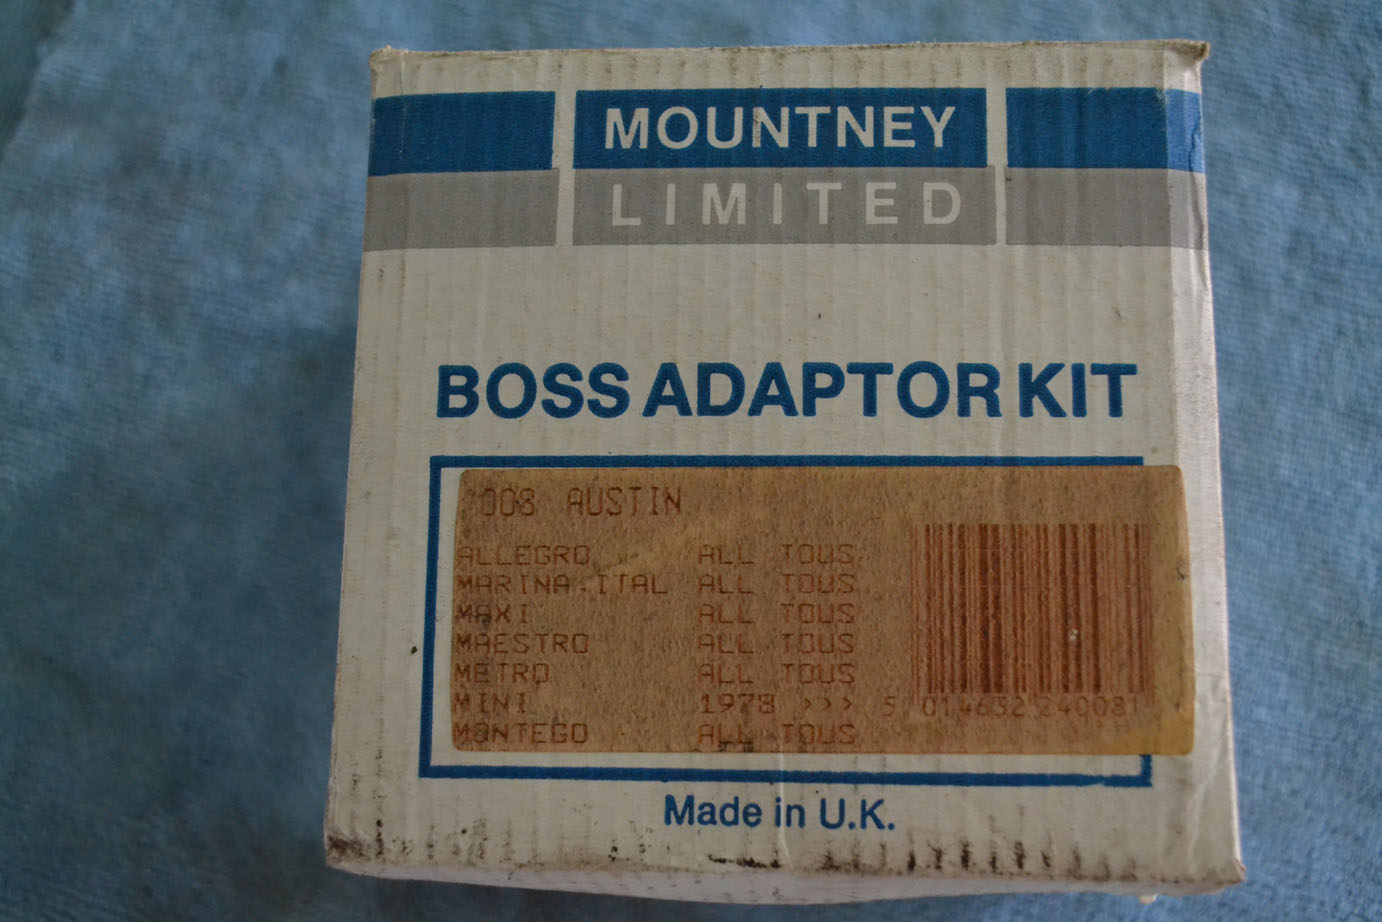 MOUNTNEY
LIMITED
BOSS ADAPTOR KIT
008 AUSTIN
ALLEGRO ALL TOUS
MARINA.ITAL ALL TOUS
MAXI ALL TOUS
MAESTRO ALL TOUS
METRO ALL TOUS
MINI 1978 >>> 5 014632 240081
MONTEGO ALL TOUS
Made in U.K.